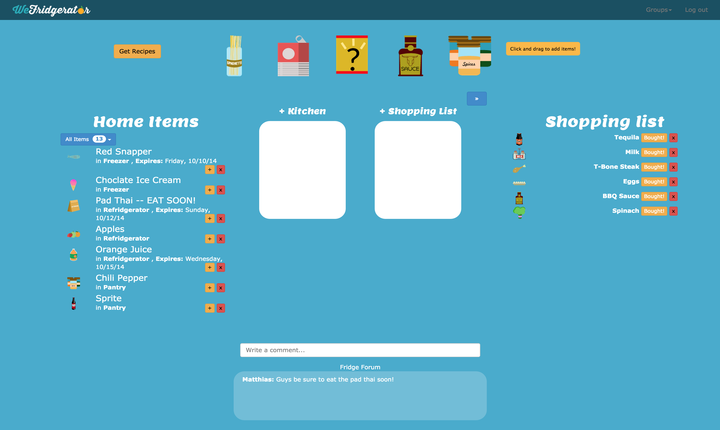 WeFridgerator
Groups
Log out
Get Recipes
?
SAUCE
Spices
Click and drag to add items!
»
Home Items
+ Kitchen
+ Shopping List
Shopping list
All Items 13
Red Snapper
in Freezer , Expires: Friday, 10/10/14
+ x
Choclate Ice Cream
in Freezer
+ x
Pad Thai -- EAT SOON!
in Refridgerator , Expires: Sunday,
10/12/14
+ x
Apples
in Refridgerator
+ x
Orange Juice
in Refridgerator , Expires: Wednesday,
10/15/14
+ x
Chili Pepper
in Pantry
+ x
Sprite
in Pantry
+ x
Tequila Bought! x
Milk Bought! x
T-Bone Steak Bought! x
Eggs Bought! x
BBQ Sauce Bought! x
Spinach Bought! x
Write a comment...
Fridge Forum
Matthias: Guys be sure to eat the pad thai soon!